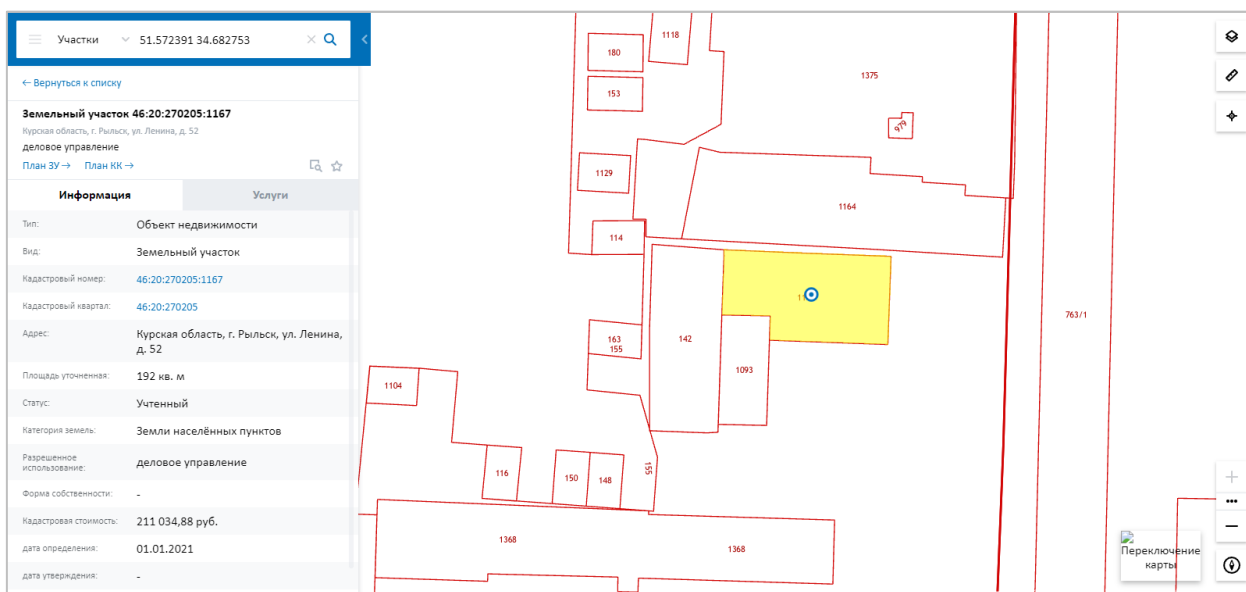 Участки 51.572391 34.682753
Вернуться к списку
Земельный участок 46:20:270205:1167
Курская область, г. Рыльск, ул. Ленина, д. 52
деловое управление
План ЗУ → План КК →
Информация Услуги
Тип: Объект недвижимости
Вид: Земельный участок
Кадастровый номер: 46:20:270205:1167
Кадастровый квартал: 46:20:270205
Адрес: Курская область, г. Рыльск, ул. Ленина,
д. 52
Площадь уточненная: 192 кв. м
Статус: Учтенный
Категория земель: Земли населённых пунктов
Разрешенное
использование: деловое управление
Форма собственности: -
Кадастровая стоимость: 211 034,88 руб.
дата определения: 01.01.2021
дата утверждения: -
1118
180
1375
153
979
1129
1164
114
763/1
163
155
142
1093
1104
155
116
150
148
1368
1368
Переключение
карты